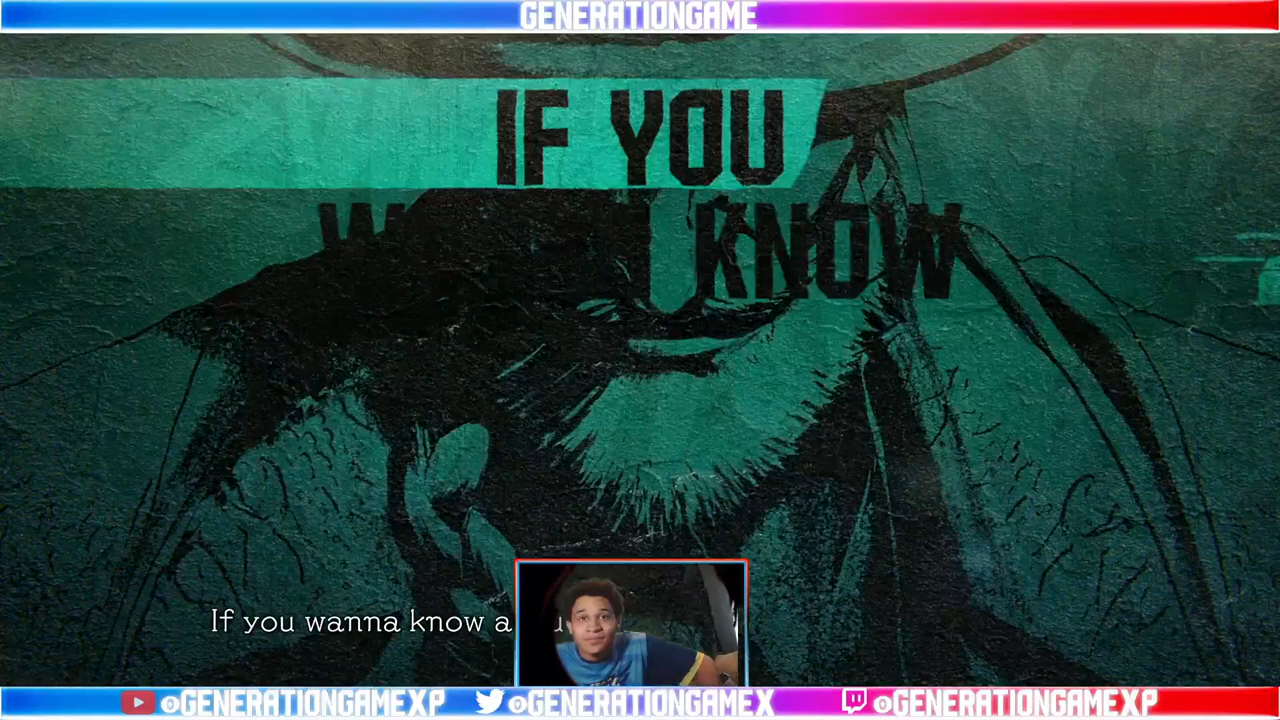 GENERATIONGAME
IF YOU
KNOW
If you wanna know a
@GENERATIONGAMEXP @GENERATIONGAMEX @GENERATIONGAMEXP